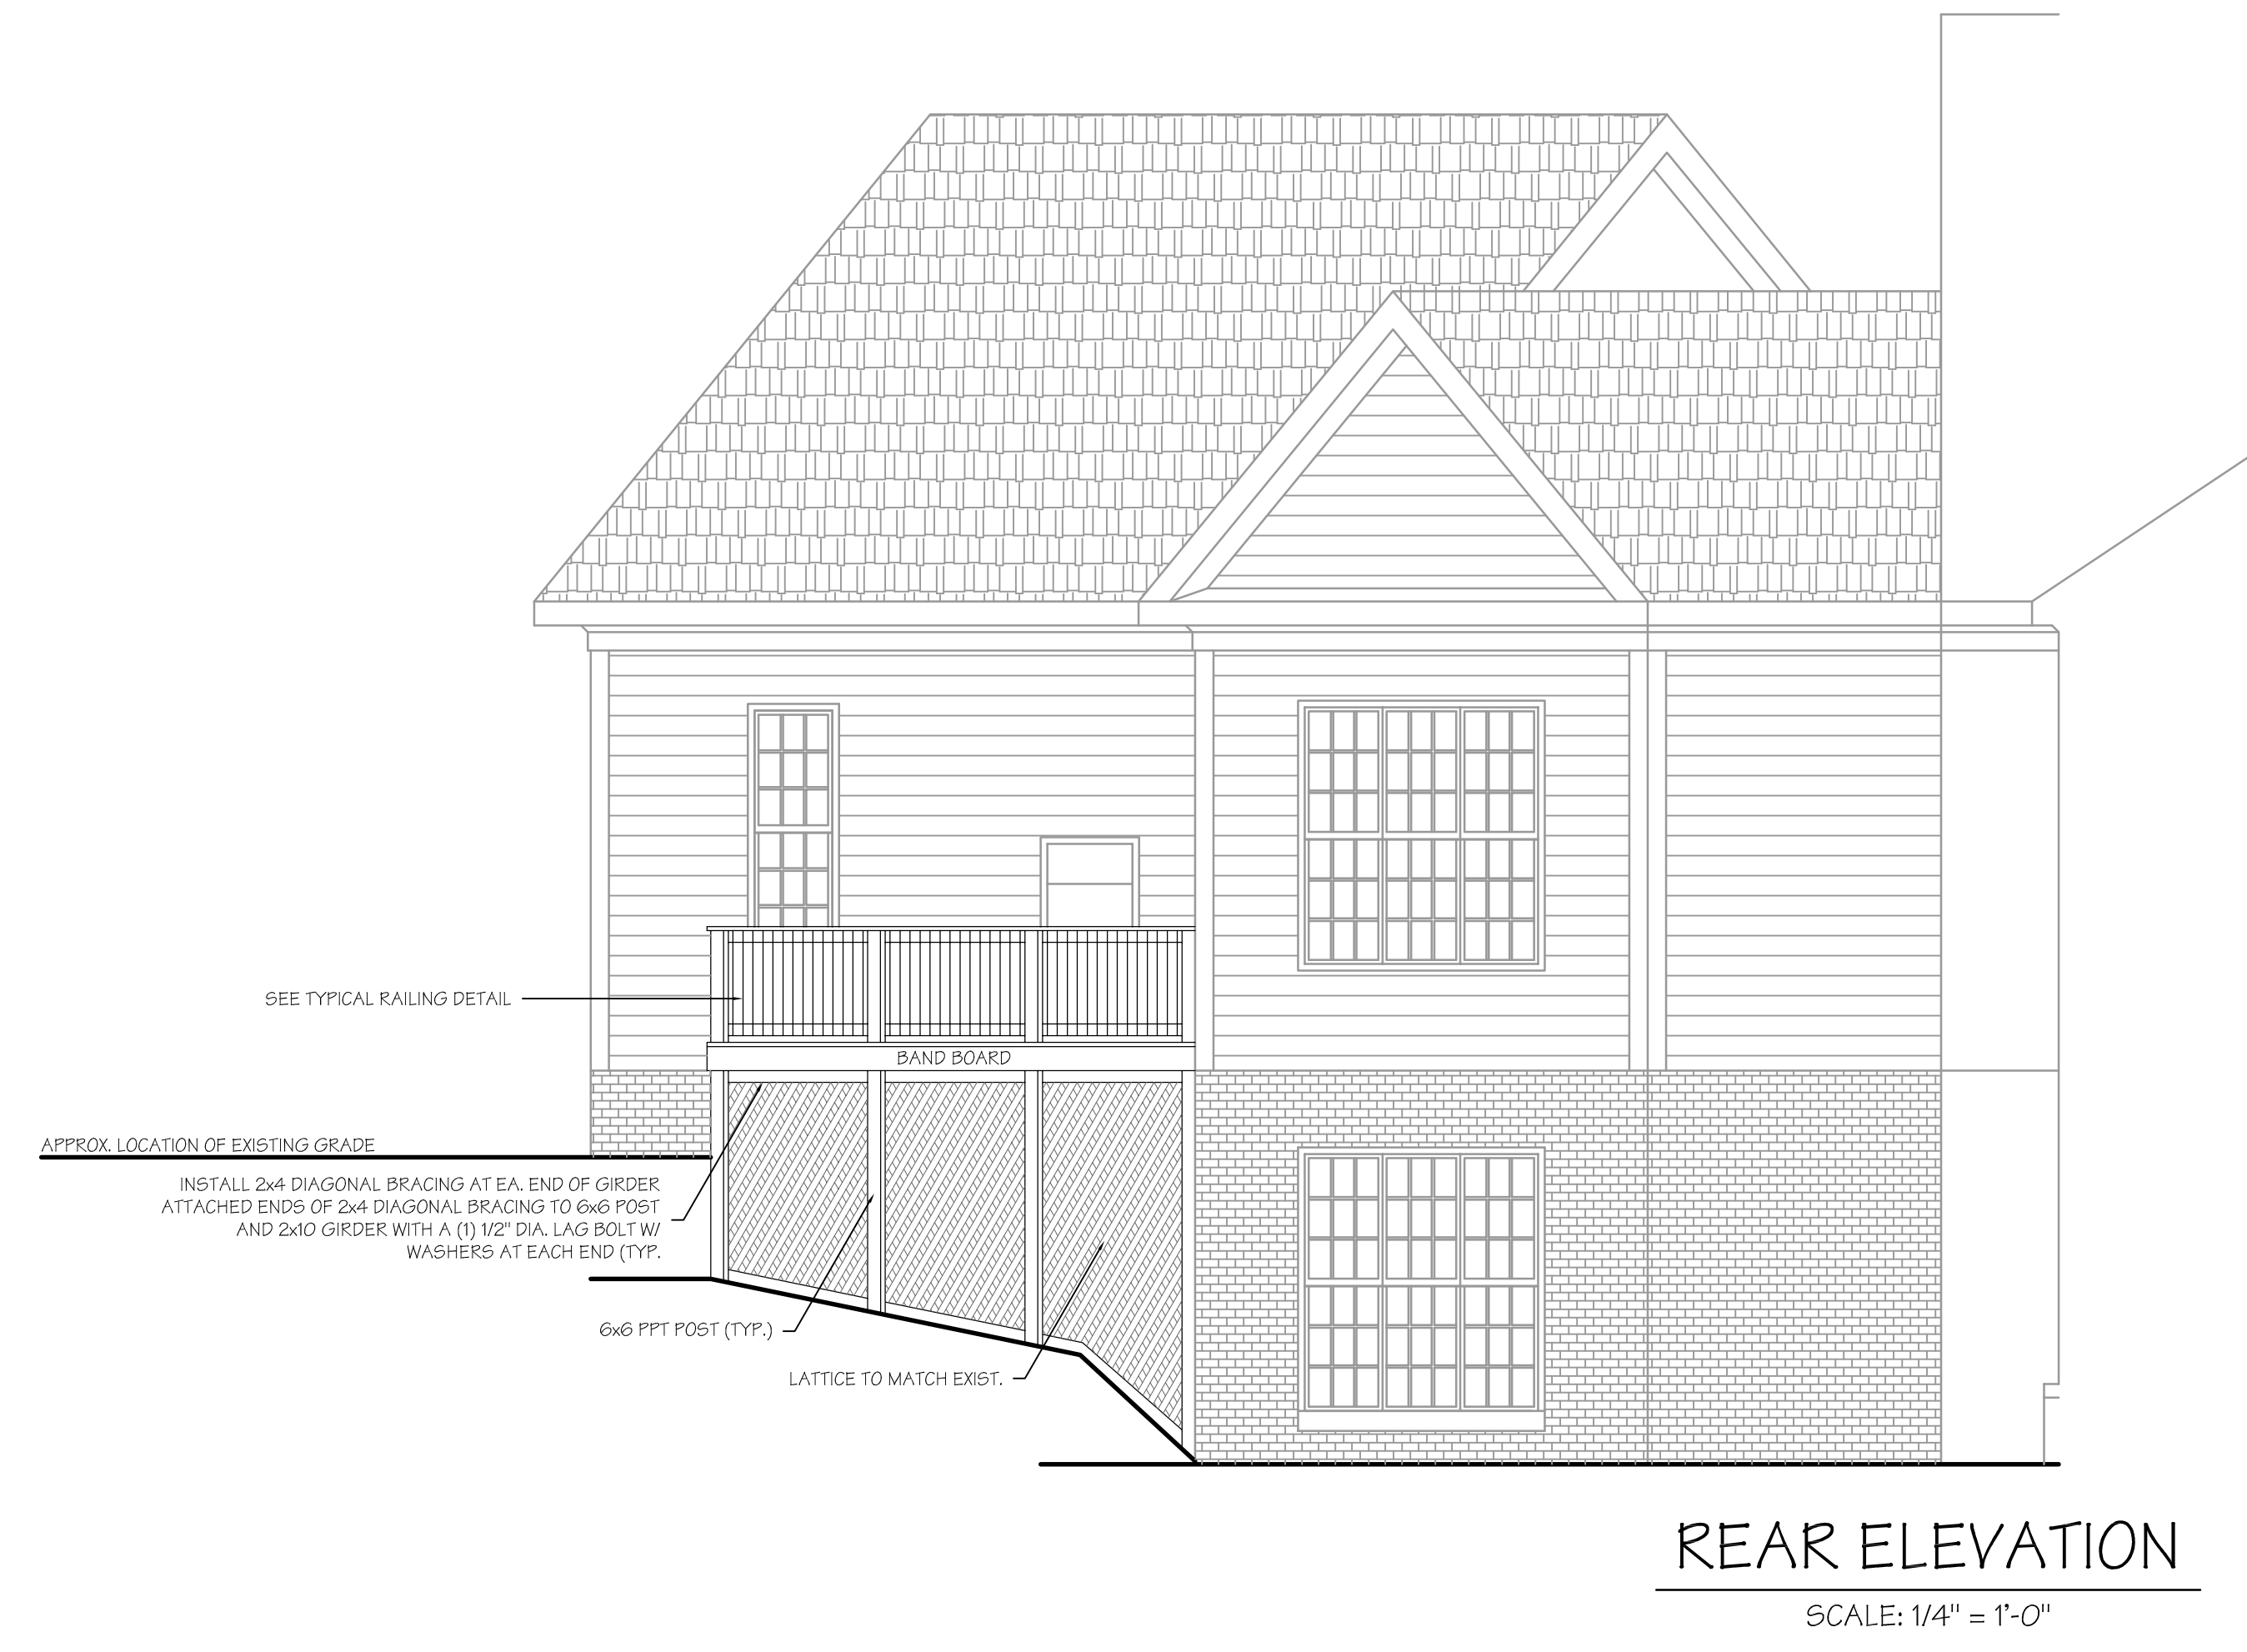 SEE TYPICAL RAILING DETAIL
BAND BOARD
APPROX. LOCATION OF EXISTING GRADE
INSTALL 2x4 DIAGONAL BRACING AT EA. END OF GIRDER
ATTACHED ENDS OF 2x4 DIAGONAL BRACING TO 6x6 POST
AND 2x10 GIRDER WITH A (1) 1/2" DIA. LAG BOLT W/
WASHERS AT EACH END (TYP.
6x6 PPT POST (TYP.)
LATTICE TO MATCH EXIST.
REAR ELEVATION
SCALE: 1/4" = 1'-0"